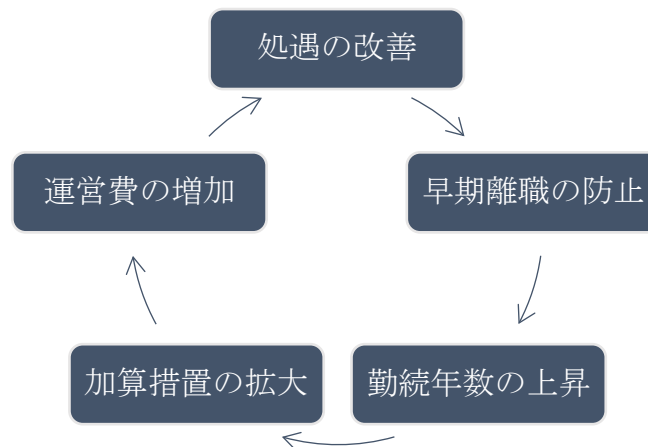 処遇の改善
早期離職の防止
勤続年数の上昇
加算措置の拡大
運営費の増加